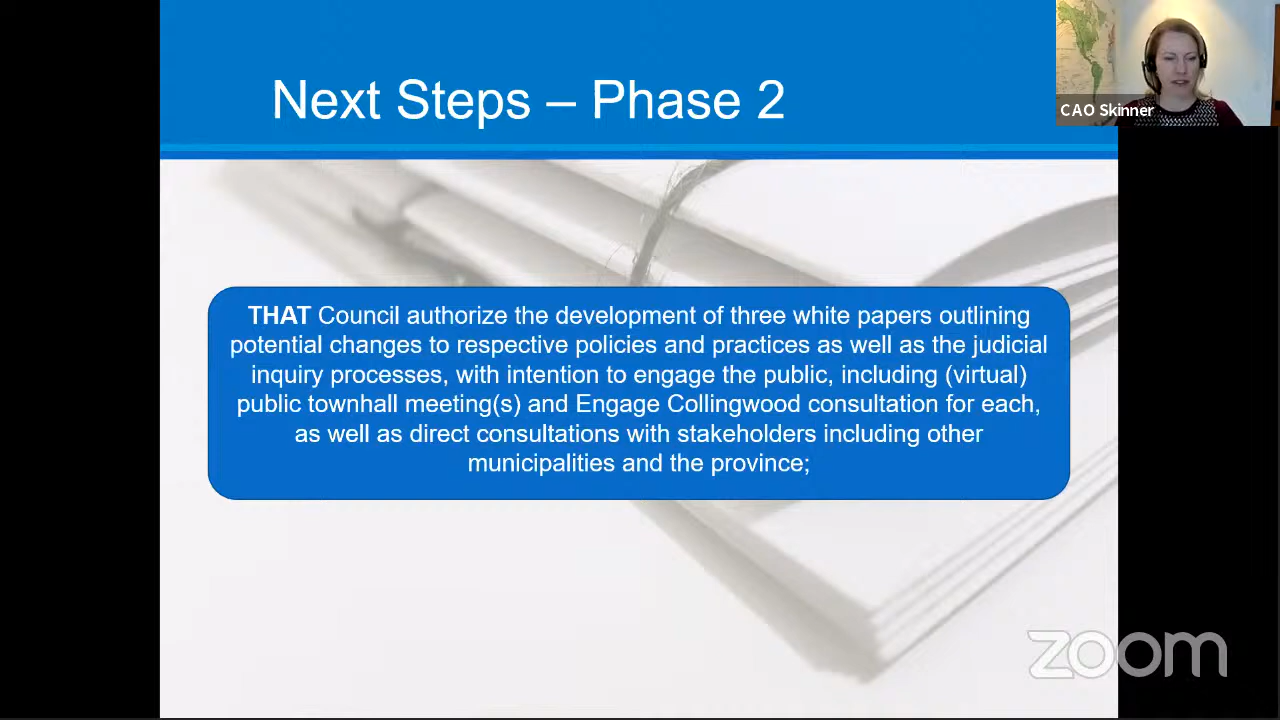 Next Steps – Phase 2
CAO Skinner
THAT Council authorize the development of three white papers outlining
potential changes to respective policies and practices as well as the judicial
inquiry processes, with intention to engage the public, including (virtual)
public townhall meeting(s) and Engage Collingwood consultation for each,
as well as direct consultations with stakeholders including other
municipalities and the province;
zoom